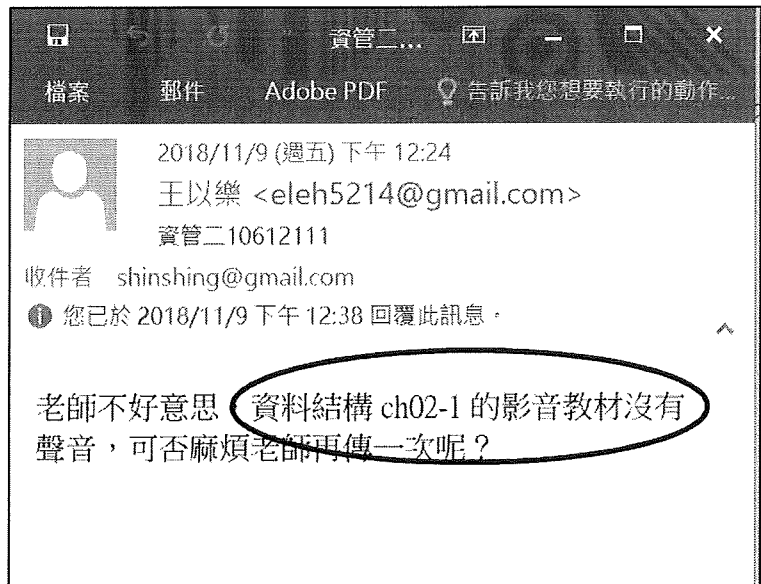 資管二...
檔案 郵件 Adobe PDF 告訴我您想要執行的動作...
2018/11/9 (週五) 下午 12:24
王以樂 <eleh5214@gmail.com>
資管二10612111
收件者 shinshing@gmail.com
您已於 2018/11/9 下午 12:38 回覆此訊息。
老師不好意思，資料結構 ch02-1 的影音教材沒有
聲音，可否麻煩老師再傳一次呢？